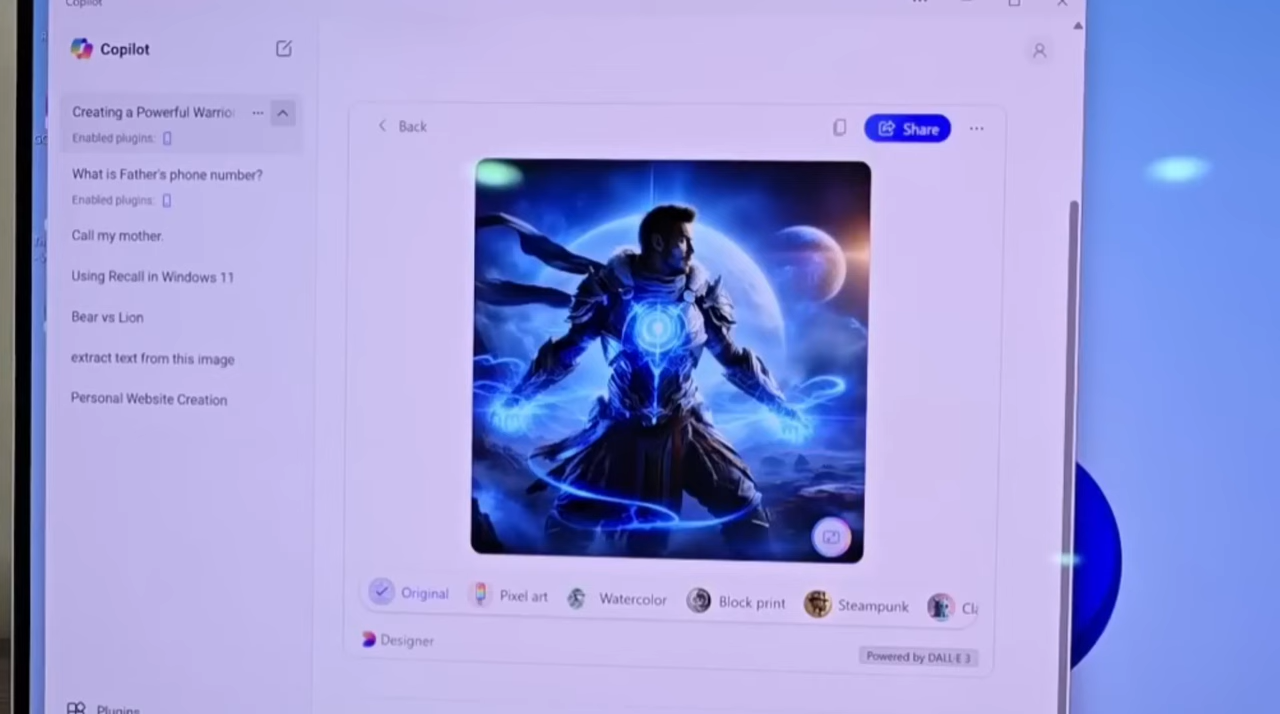 Copilot
Copilot
Creating a Powerful Warrio
Enabled plugins:
What is Father's phone number?
Enabled plugins:
Call my mother.
Using Recall in Windows 11
Bear vs Lion
extract text from this image
Personal Website Creation
Plugins
Back
Share
Original
Pixel art
Watercolor
Block print
Steampunk
Cla
Designer
Powered by DALL·E 3